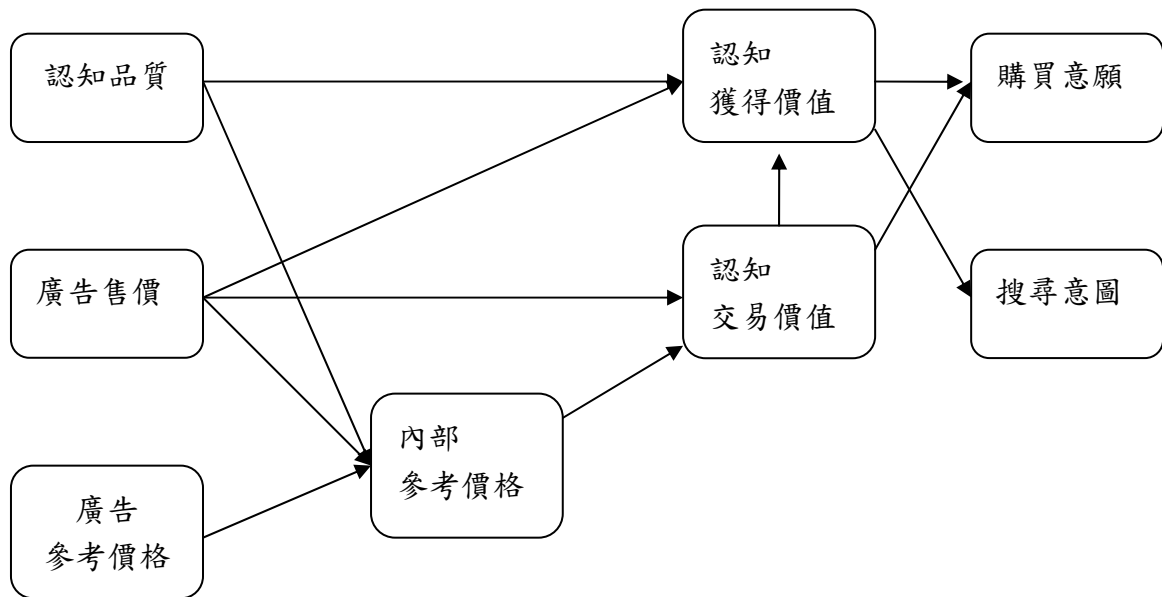 認知品質
認知
獲得價值
購買意願
廣告售價
認知
交易價值
搜尋意圖
內部
參考價格
廣告
參考價格